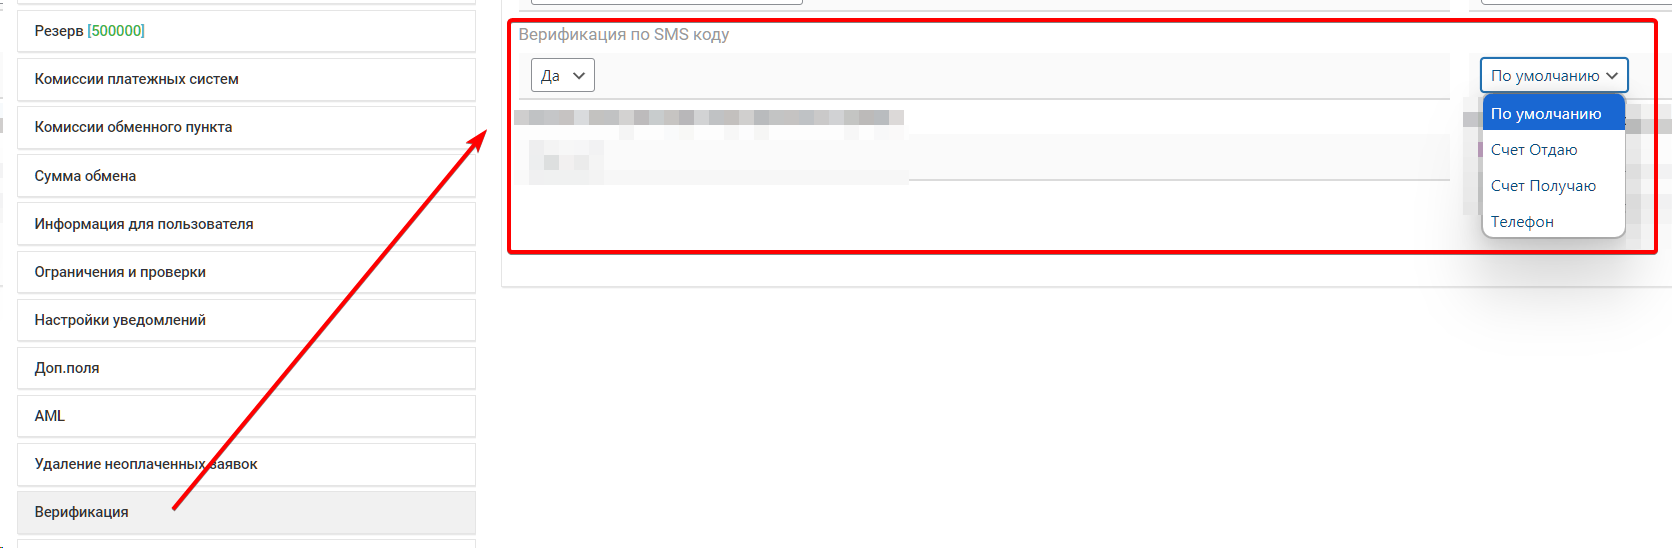 Резерв [500000]
Комиссии платежных систем
Комиссии обменного пункта
Сумма обмена
Информация для пользователя
Ограничения и проверки
Настройки уведомлений
Доп.поля
AML
Удаление неоплаченных заявок
Верификация
Верификация по SMS коду
Да
По умолчанию
По умолчанию
Счет Отдаю
Счет Получаю
Телефон